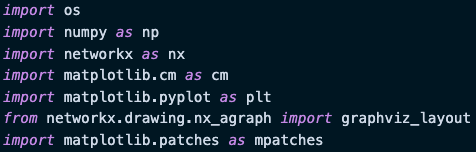 import os
import numpy as np
import networkx as nx
import matplotlib.cm as cm
import matplotlib.pyplot as plt
from networkx.drawing.nx_agraph import graphviz_layout
import matplotlib.patches as mpatches